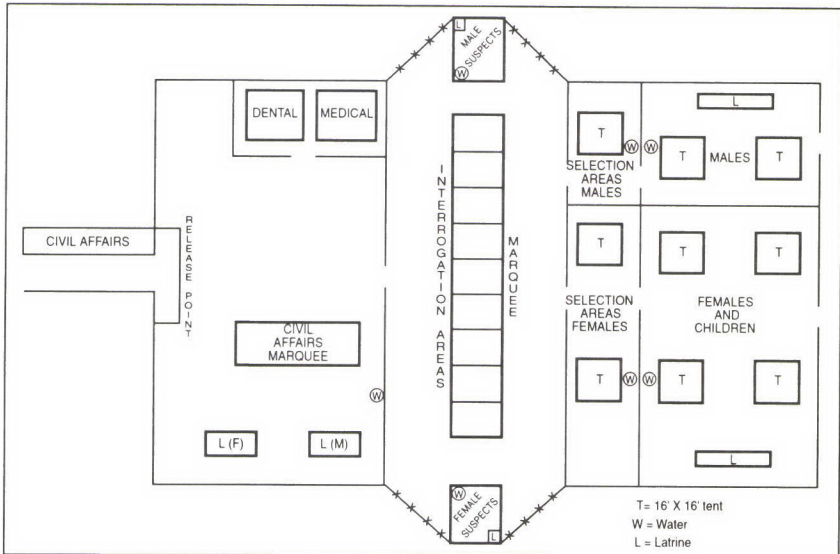 L
MALE
SUSPECTS
W
DENTAL
MEDICAL
CIVIL AFFAIRS
RELEASE POINT
CIVIL
AFFAIRS
MARQUEE
W
L (F)
L (M)
INTERROGATION AREAS
MARQUEE
T
W
SELECTION
AREAS
MALES
T
SELECTION
AREAS
FEMALES
T
W
L
W
T
MALES
T
T
T
FEMALES
AND
CHILDREN
W
T
T
L
W
FEMALE
SUSPECTS
L
T= 16' X 16' tent
W = Water
L = Latrine